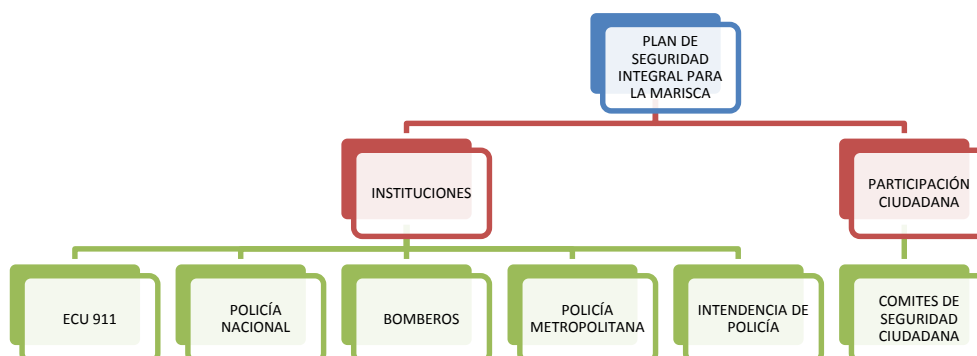 PLAN DE
SEGURIDAD
INTEGRAL PARA
LA MARISCA
INSTITUCIONES
PARTICIPACIÓN
CIUDADANA
ECU 911
POLICÍA
NACIONAL
BOMBEROS
POLICÍA
METROPOLITANA
INTENDENCIA DE
POLICÍA
COMITES DE
SEGURIDAD
CIUDADANA